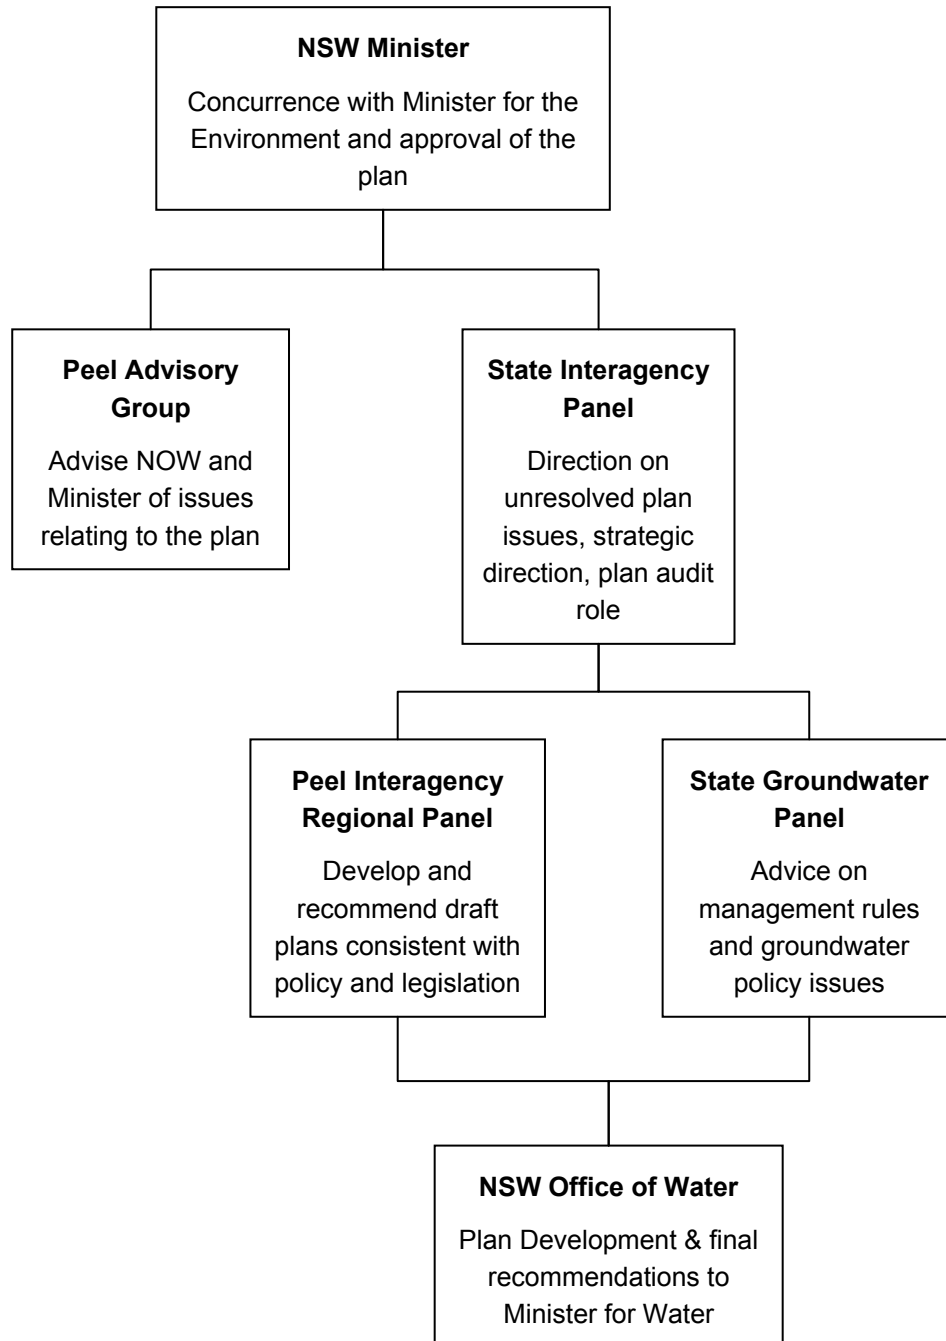 NSW Minister
Concurrence with Minister for the
Environment and approval of the
plan
Peel Advisory
Group
Advise NOW and
Minister of issues
relating to the plan
State Interagency
Panel
Direction on
unresolved plan
issues, strategic
direction, plan audit
role
Peel Interagency
Regional Panel
Develop and
recommend draft
plans consistent with
policy and legislation
State Groundwater
Panel
Advice on
management rules
and groundwater
policy issues
NSW Office of Water
Plan Development & final
recommendations to
Minister for Water